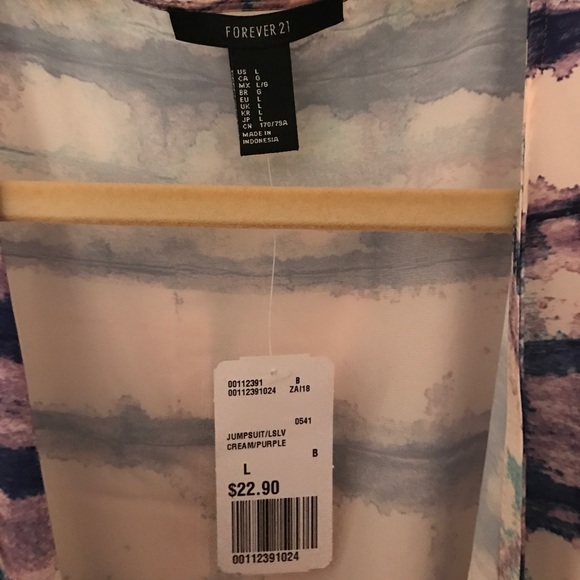 FOREVER 21
US L
CA G
MX L/G
BR G
EU L
UK L
KR L
JP L
CN 170/79A
MADE IN
INDONESIA
00112391 B
00112391024 ZAI18
0541
JUMPSUIT/LSLV
CREAM/PURPLE B
L
$22.90
00112391024